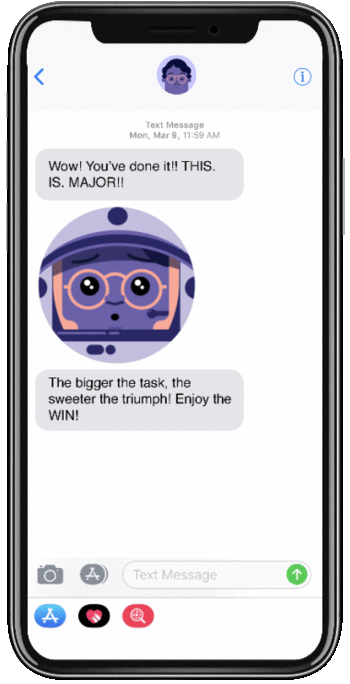 Text Message
Mon, Mar 9, 11:59 AM
Wow! You've done it!! THIS.
IS. MAJOR!!
The bigger the task, the
sweeter the triumph! Enjoy the
WIN!
Text Message